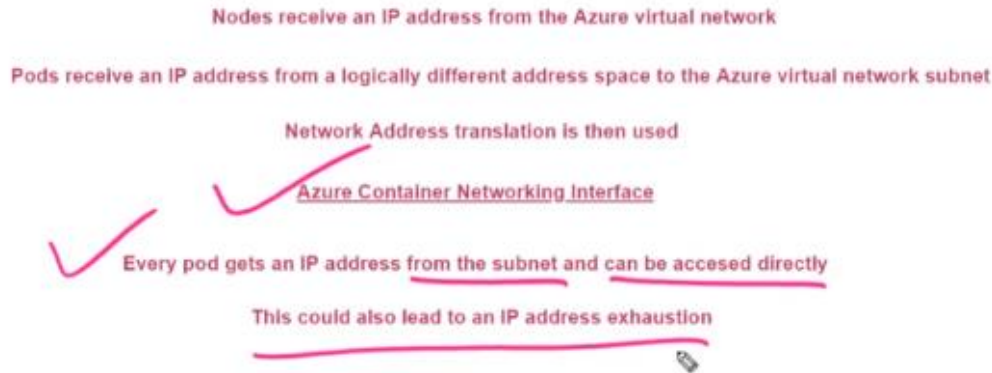 Nodes receive an IP address from the Azure virtual network
Pods receive an IP address from a logically different address space to the Azure virtual network subnet
Network Address translation is then used
Azure Container Networking Interface
Every pod gets an IP address from the subnet and can be accesed directly
This could also lead to an IP address exhaustion